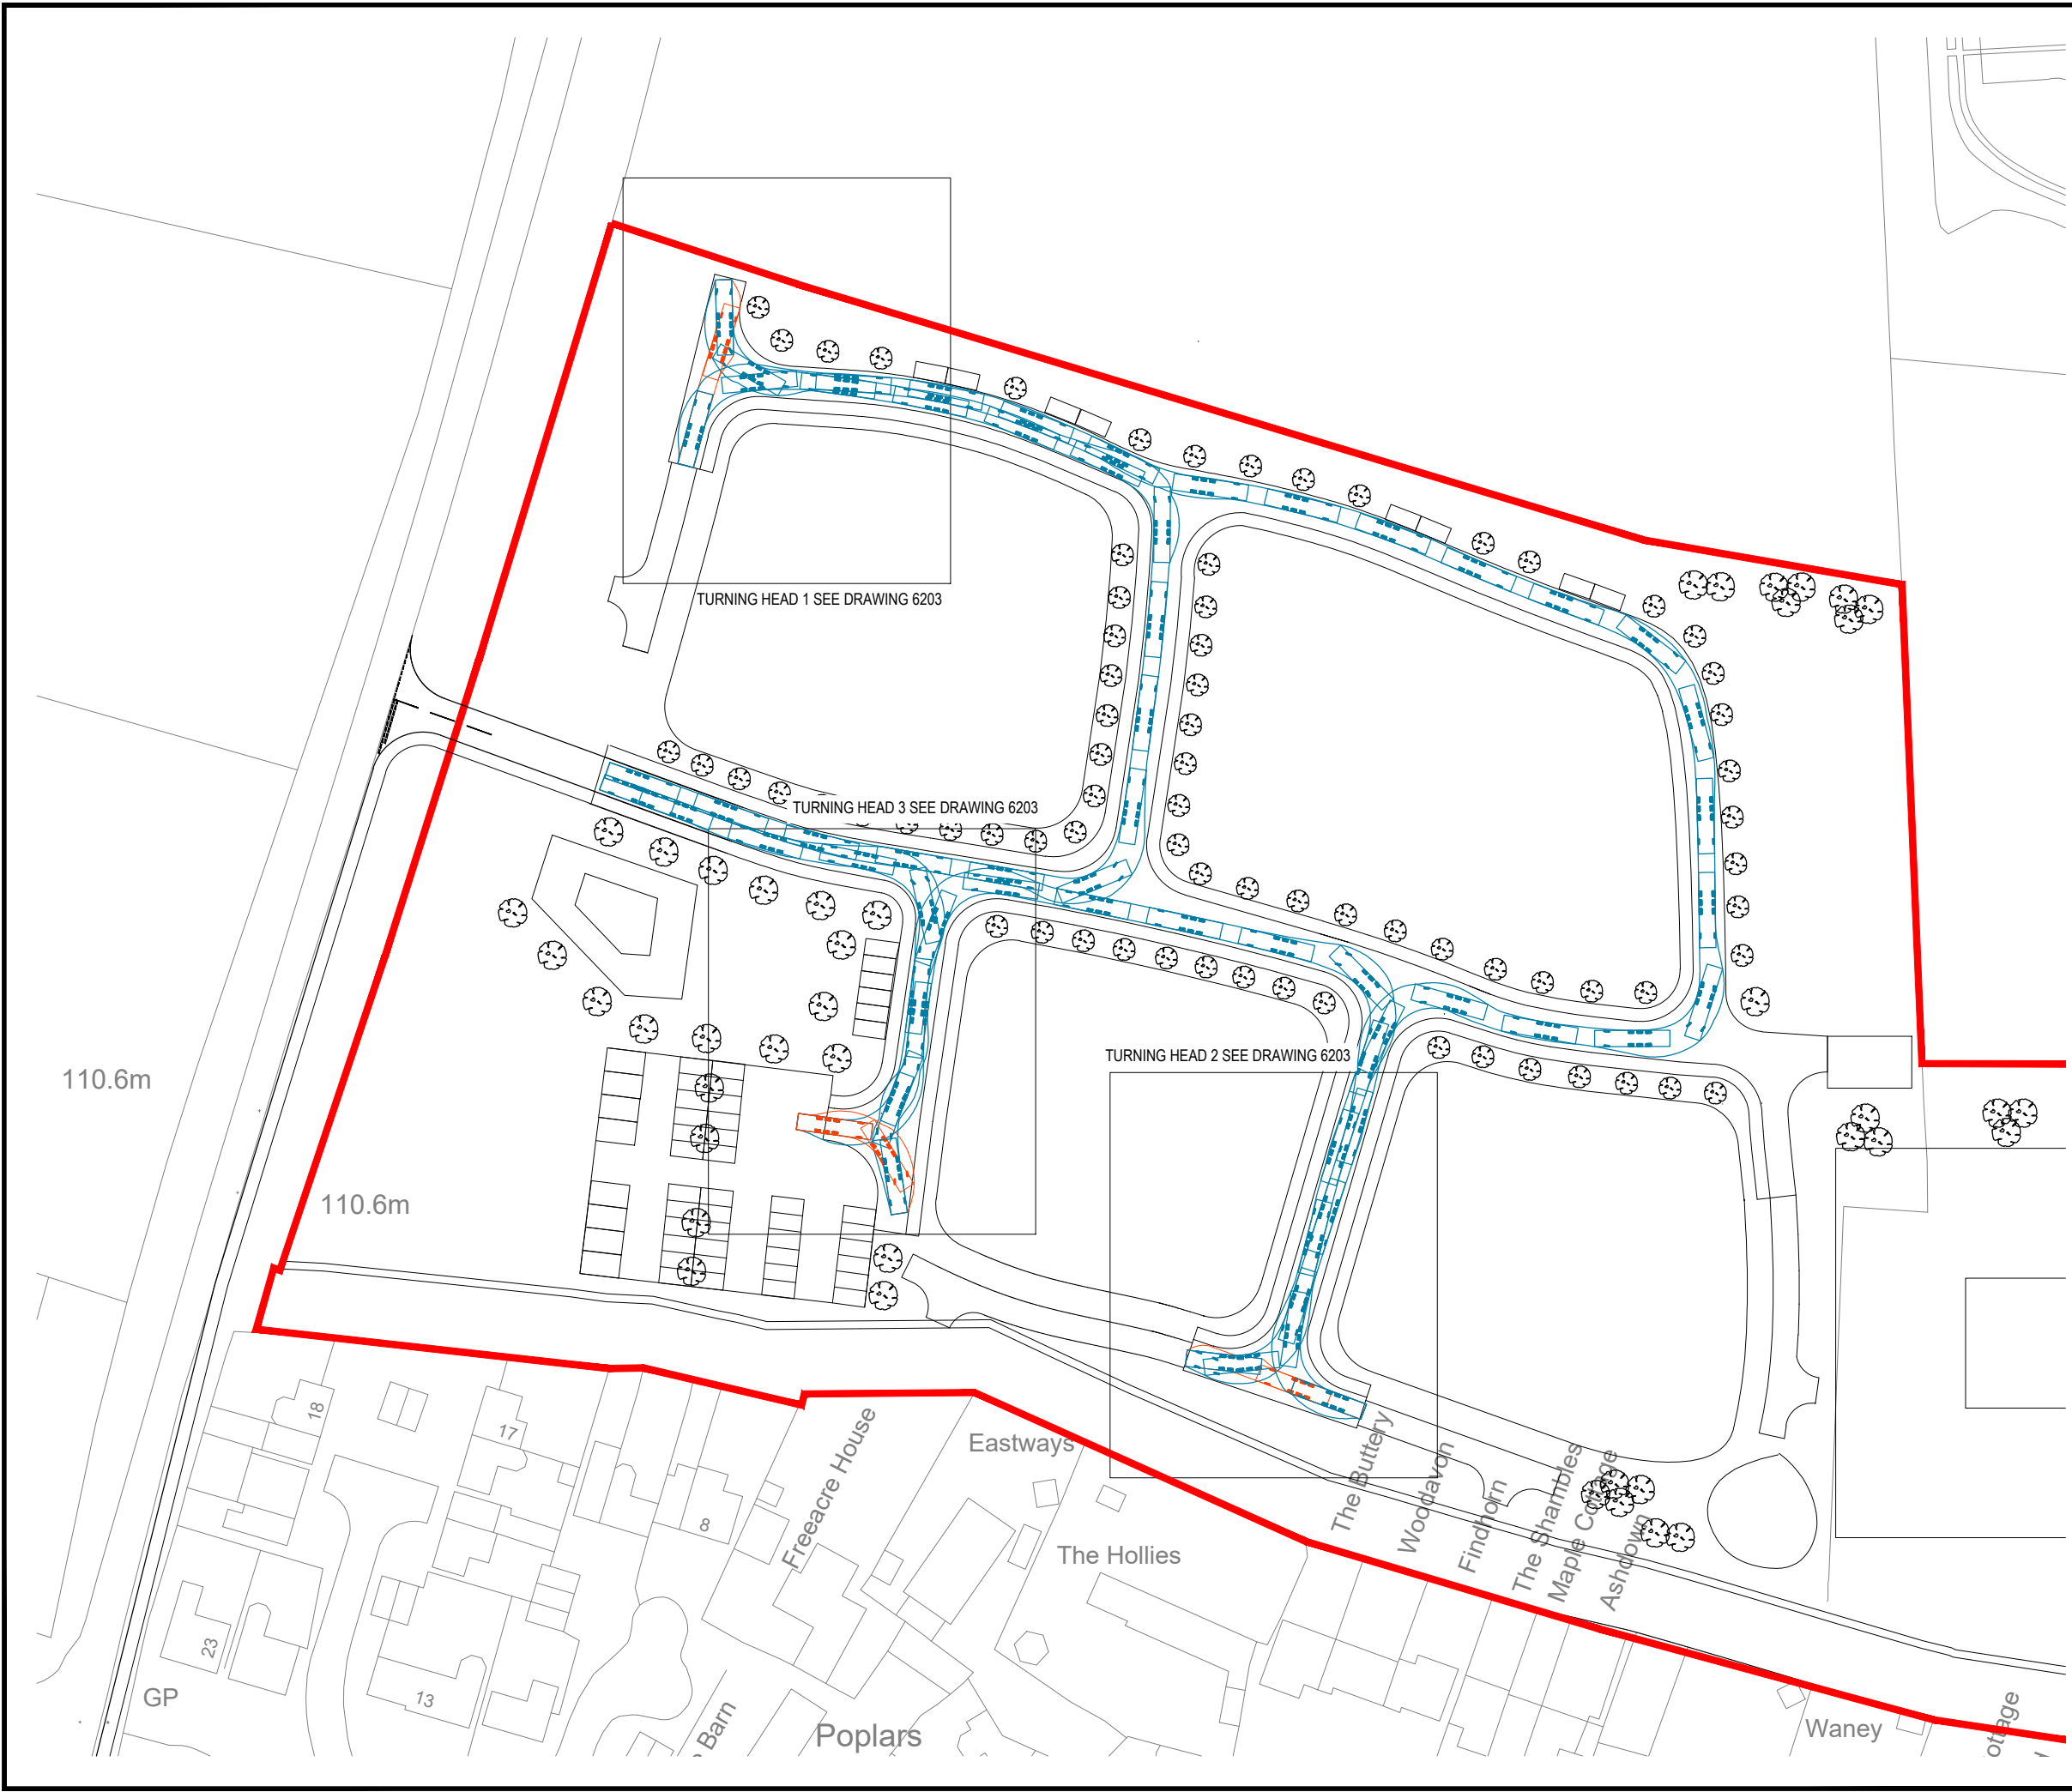 TURNING HEAD 1 SEE DRAWING 6203
TURNING HEAD 3 SEE DRAWING 6203
TURNING HEAD 2 SEE DRAWING 6203
110.6m
110.6m
18
17
8
Freeacre House
Eastways
The Hollies
The Buttery
Woodavon
Findhorn
The Shambles
Maple Cottage
Ashdown
23
GP
13
Barn
Poplars
Waney
ottage